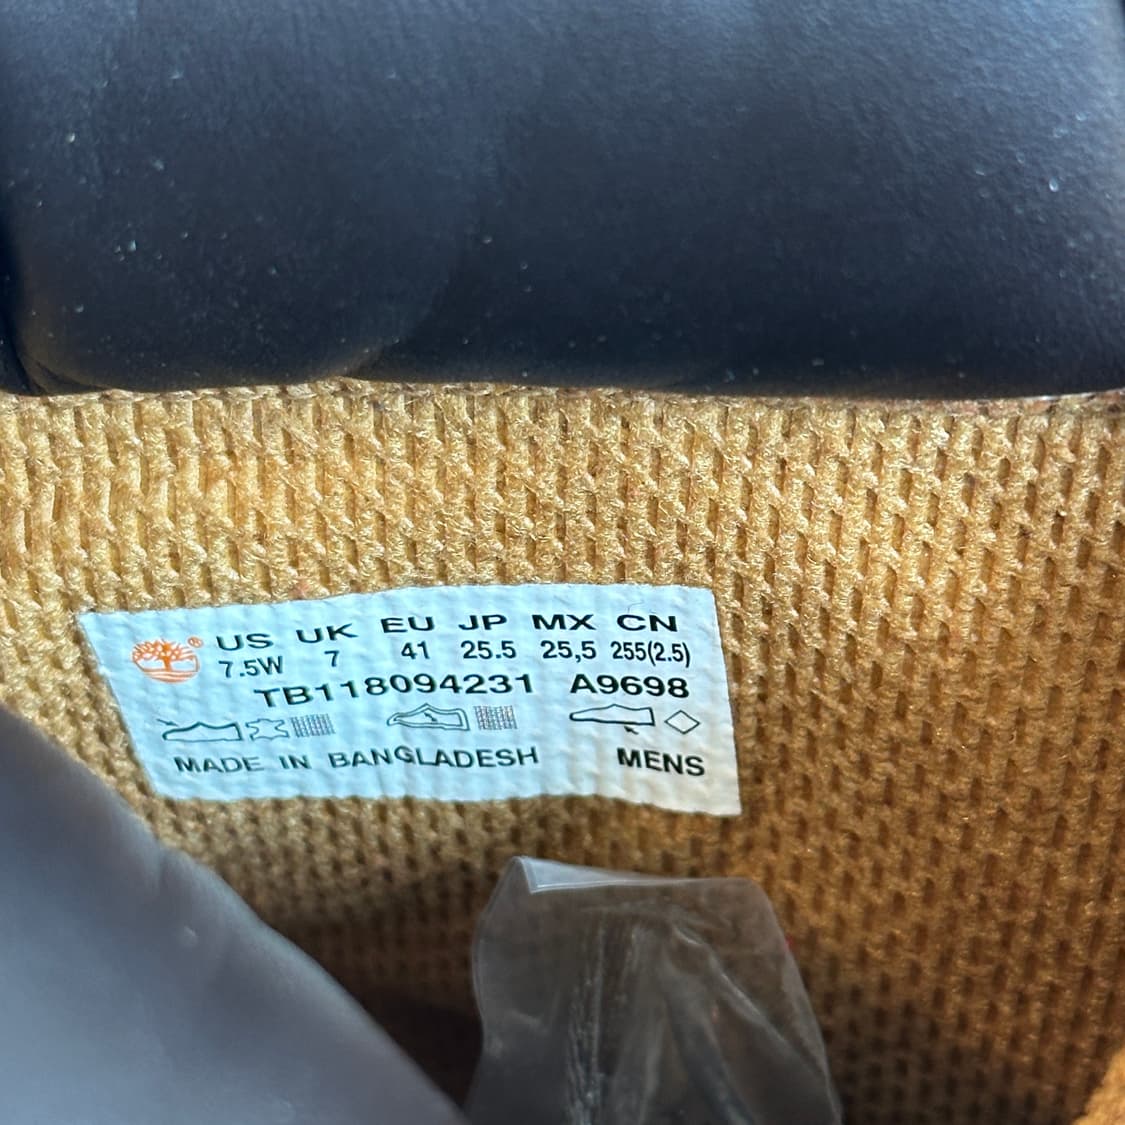 US UK EU JP MX CN
7.5W 7 41 25.5 25,5 255(2.5)
TB118094231 A9698
MADE IN BANGLADESH MENS